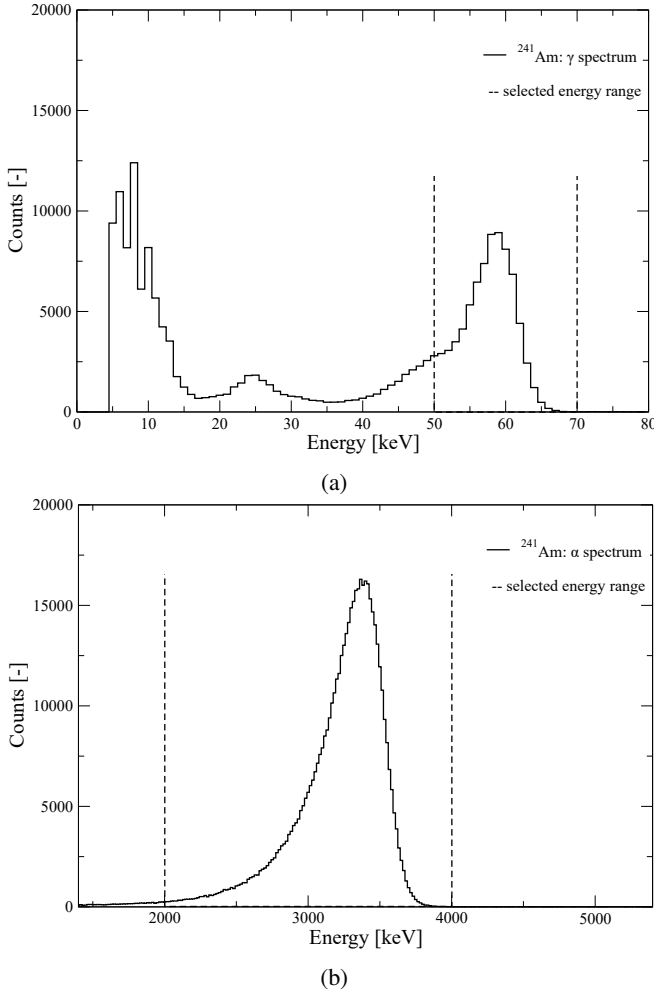 20000
15000
10000
5000
0
Counts [-]
²⁴¹Am: γ spectrum
-- selected energy range
0 10 20 30 40 50 60 70 80
Energy [keV]
(a)
20000
15000
10000
5000
0
Counts [-]
²⁴¹Am: α spectrum
-- selected energy range
2000 3000 4000 5000
Energy [keV]
(b)